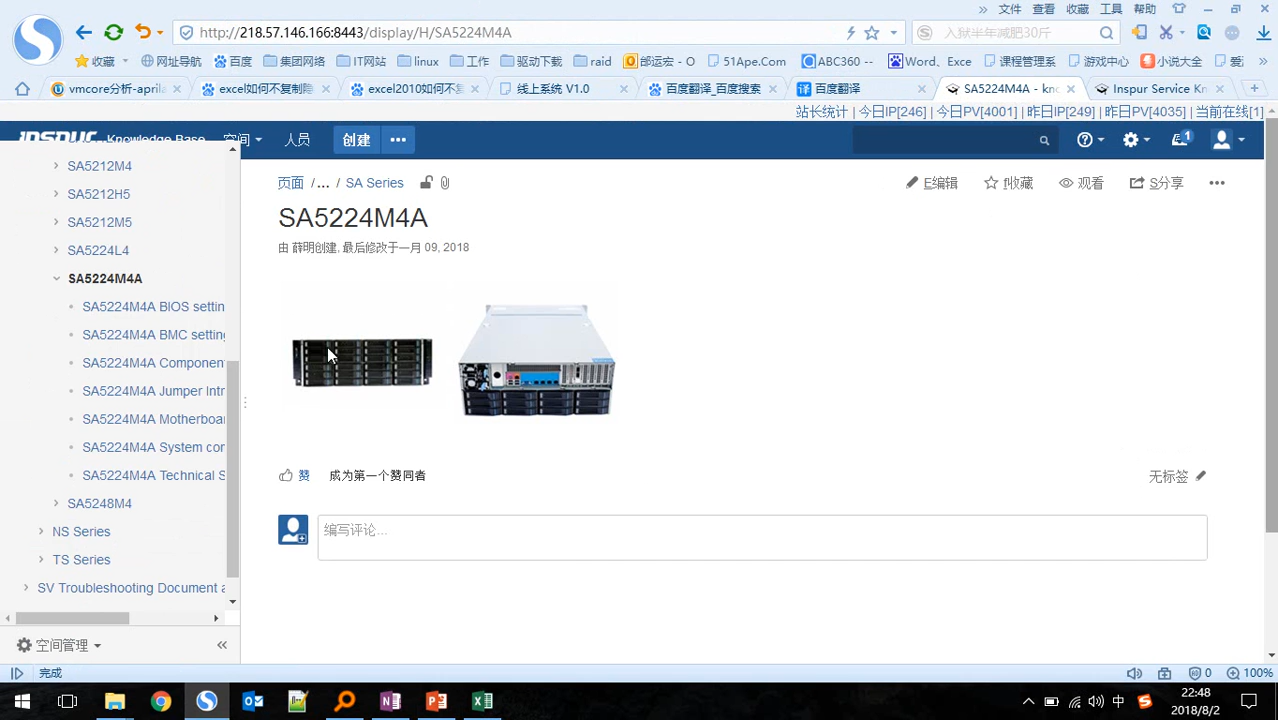 文件 查看 收藏 工具 帮助
http://218.57.146.166:8443/display/H/SA5224M4A
入狱半年减肥30斤
收藏 网址导航 百度 集团网络 IT网站 linux 工作 驱动下载 raid 邮运宏 - O 51Ape.Com ABC360 -- Word、Exce 课程管理系 游戏中心 小说大全
vmcore分析-aprila excel如何不复制隐 excel2010如何不复 线上系统 V1.0 百度翻译_百度搜索 百度翻译 SA5224M4A - kno Inspur Service Kn
站长统计 | 今日IP[246] | 今日PV[4001] | 昨日IP[249] | 昨日PV[4035] | 当前在线[1]
inspur Knowledge Base 空间 人员 创建 ••• 1
页面 /... / SA Series
E编辑 f收藏 观看 S分享 •••
SA5224M4A
由 薛明创建, 最后修改于一月 09, 2018
SA5212M4
SA5212H5
SA5212M5
SA5224L4
SA5224M4A
SA5224M4A BIOS settin
SA5224M4A BMC setting
SA5224M4A Component
SA5224M4A Jumper Intr
SA5224M4A Motherboa
SA5224M4A System con
SA5224M4A Technical S
SA5248M4
NS Series
TS Series
SV Troubleshooting Document a
空间管理
赞 成为第一个赞同者
无标签
编写评论…
完成
0 100%
中
22:48
2018/8/2